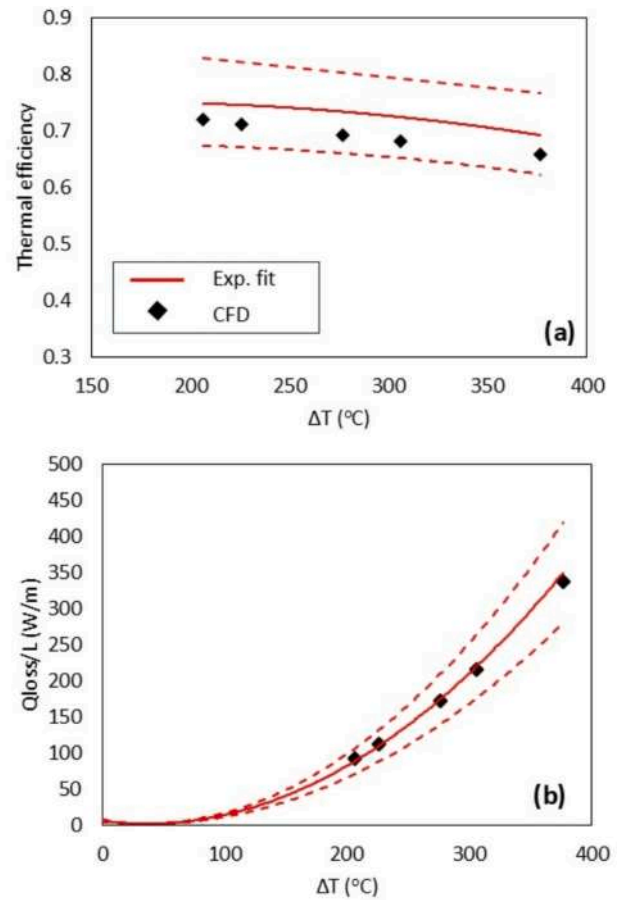 0.9
0.8
0.7
0.6
0.5
0.4
0.3
Thermal efficiency
Exp. fit
CFD
(a)
150 200 250 300 350 400
ΔT (°C)
500
450
400
350
300
250
200
150
100
50
0
Qloss/L (W/m)
(b)
0 100 200 300 400
ΔT (°C)